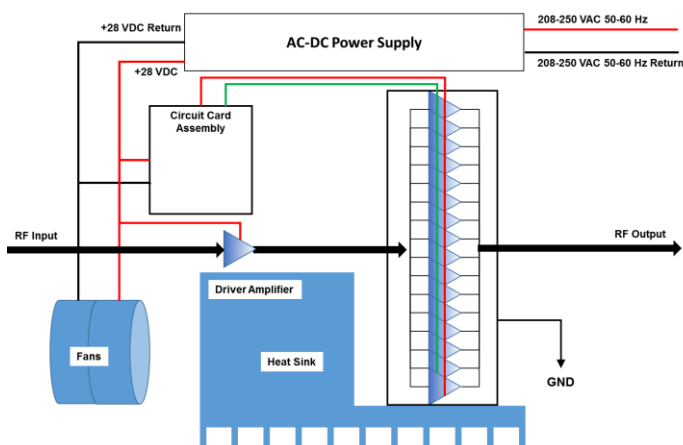 +28 VDC Return
AC-DC Power Supply
208-250 VAC 50-60 Hz
+28 VDC
208-250 VAC 50-60 Hz Return
Circuit Card
Assembly
RF Input
RF Output
Driver Amplifier
Fans
Heat Sink
GND